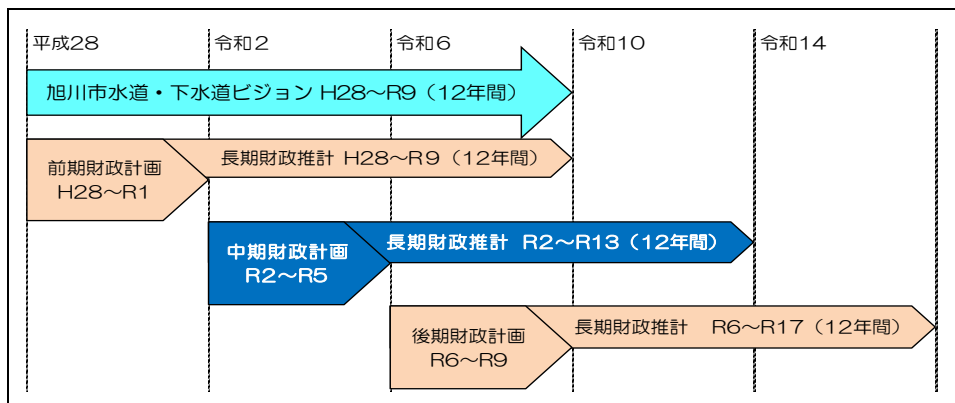 平成28
令和2
令和6
令和10
令和14
旭川市水道・下水道ビジョン H28～R9（12年間）
前期財政計画
H28～R1
長期財政推計 H28～R9（12年間）
中期財政計画
R2～R5
長期財政推計 R2～R13（12年間）
後期財政計画
R6～R9
長期財政推計 R6～R17（12年間）